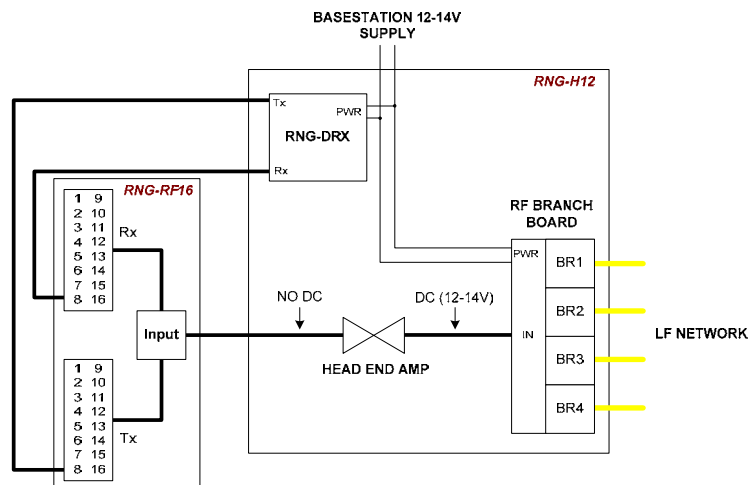 BASESTATION 12-14V
SUPPLY
RNG-H12
Tx
PWR
RNG-DRX
Rx
RNG-RF16
1 9
2 10
3 11
4 12
5 13
6 14
7 15
8 16
Rx
Input
1 9
2 10
3 11
4 12
5 13
6 14
7 15
8 16
Tx
NO DC
DC (12-14V)
HEAD END AMP
RF BRANCH
BOARD
PWR
IN
BR1
BR2
BR3
BR4
LF NETWORK